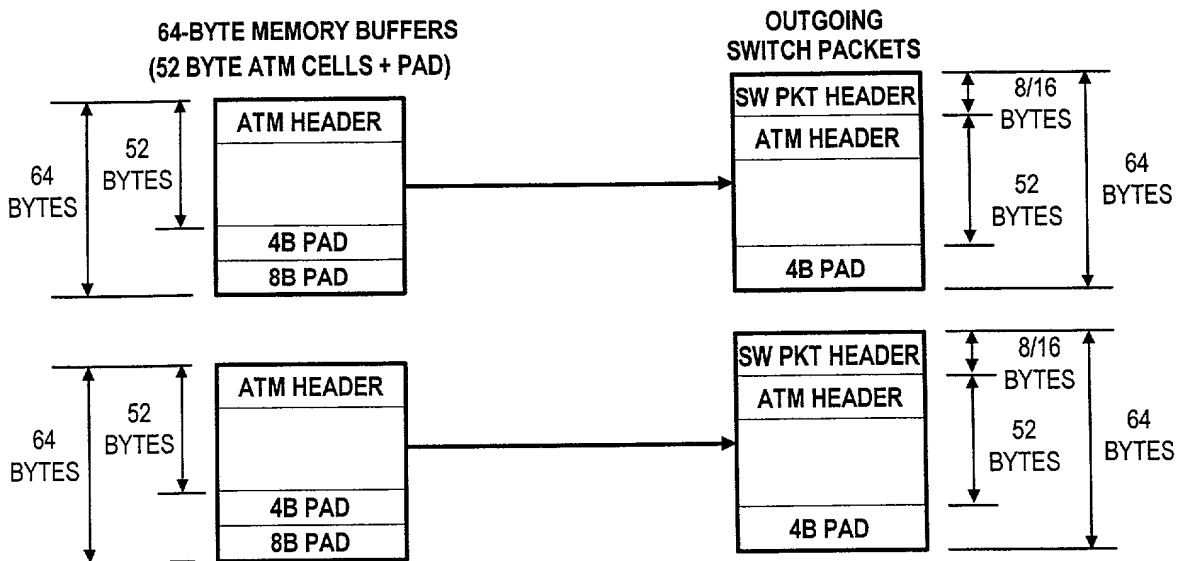 64-BYTE MEMORY BUFFERS
(52 BYTE ATM CELLS + PAD)
OUTGOING
SWITCH PACKETS
64
BYTES
52
BYTES
ATM HEADER
4B PAD
8B PAD
SW PKT HEADER
ATM HEADER
4B PAD
8/16
BYTES
52
BYTES
64
BYTES
64
BYTES
52
BYTES
ATM HEADER
4B PAD
8B PAD
SW PKT HEADER
ATM HEADER
4B PAD
8/16
BYTES
52
BYTES
64
BYTES